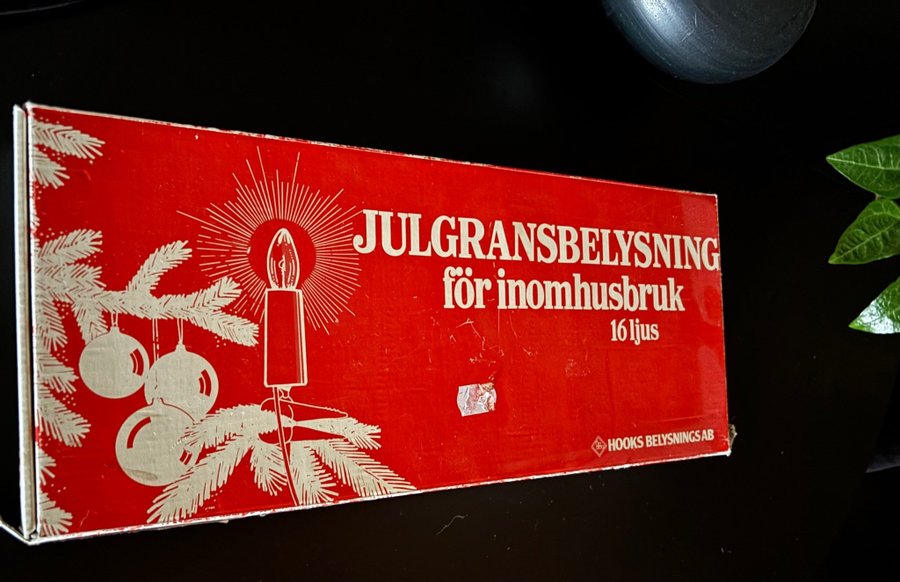 JULGRANSBELYSNING
för inomhusbruk
16 ljus
HOOKS BELYSNINGS AB